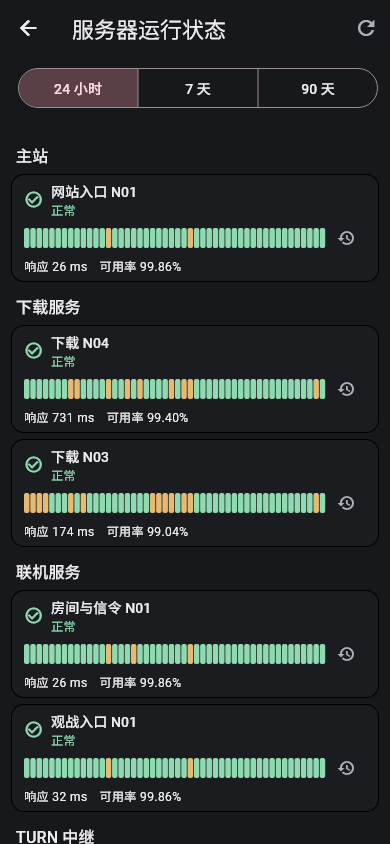 服务器运行状态
24 小时 7 天 90 天
主站
网站入口 N01
正常
响应 26 ms 可用率 99.86%
下载服务
下载 N04
正常
响应 731 ms 可用率 99.40%
下载 N03
正常
响应 174 ms 可用率 99.04%
联机服务
房间与信令 N01
正常
响应 26 ms 可用率 99.86%
观战入口 N01
正常
响应 32 ms 可用率 99.86%
TURN 中继